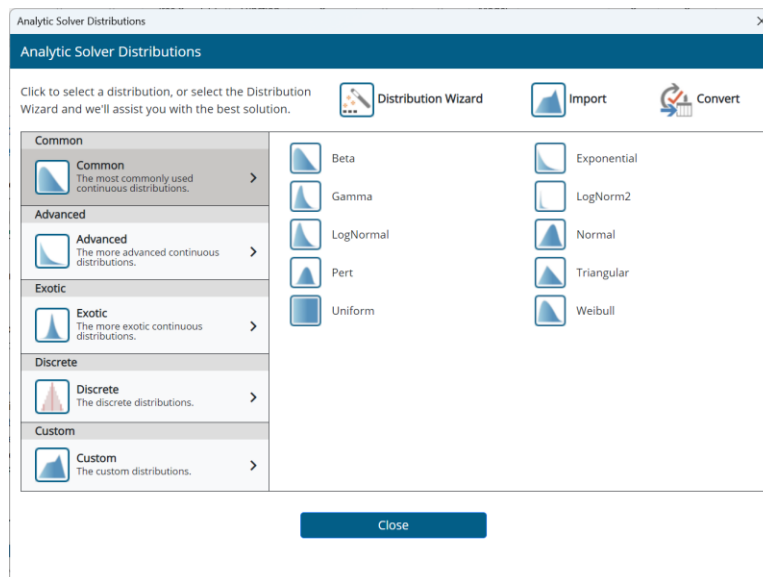 Analytic Solver Distributions
Analytic Solver Distributions
Click to select a distribution, or select the Distribution
Wizard and we'll assist you with the best solution.
Distribution Wizard
Import
Convert
Common
Common
The most commonly used
continuous distributions.
Advanced
Advanced
The more advanced continuous
distributions.
Exotic
Exotic
The more exotic continuous
distributions.
Discrete
Discrete
The discrete distributions.
Custom
Custom
The custom distributions.
Beta
Exponential
Gamma
LogNorm2
LogNormal
Normal
Pert
Triangular
Uniform
Weibull
Close